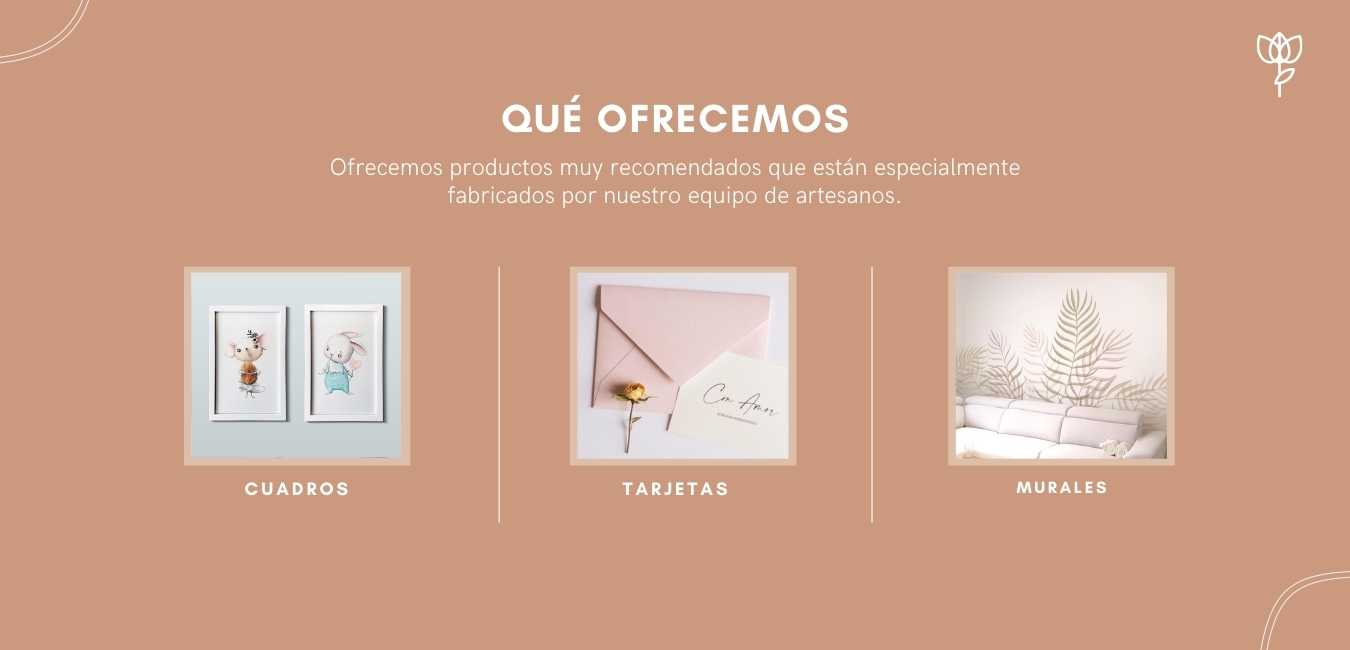 QUÉ OFRECEMOS
Ofrecemos productos muy recomendados que están especialmente
fabricados por nuestro equipo de artesanos.
Con Amor
CUADROS
TARJETAS
MURALES